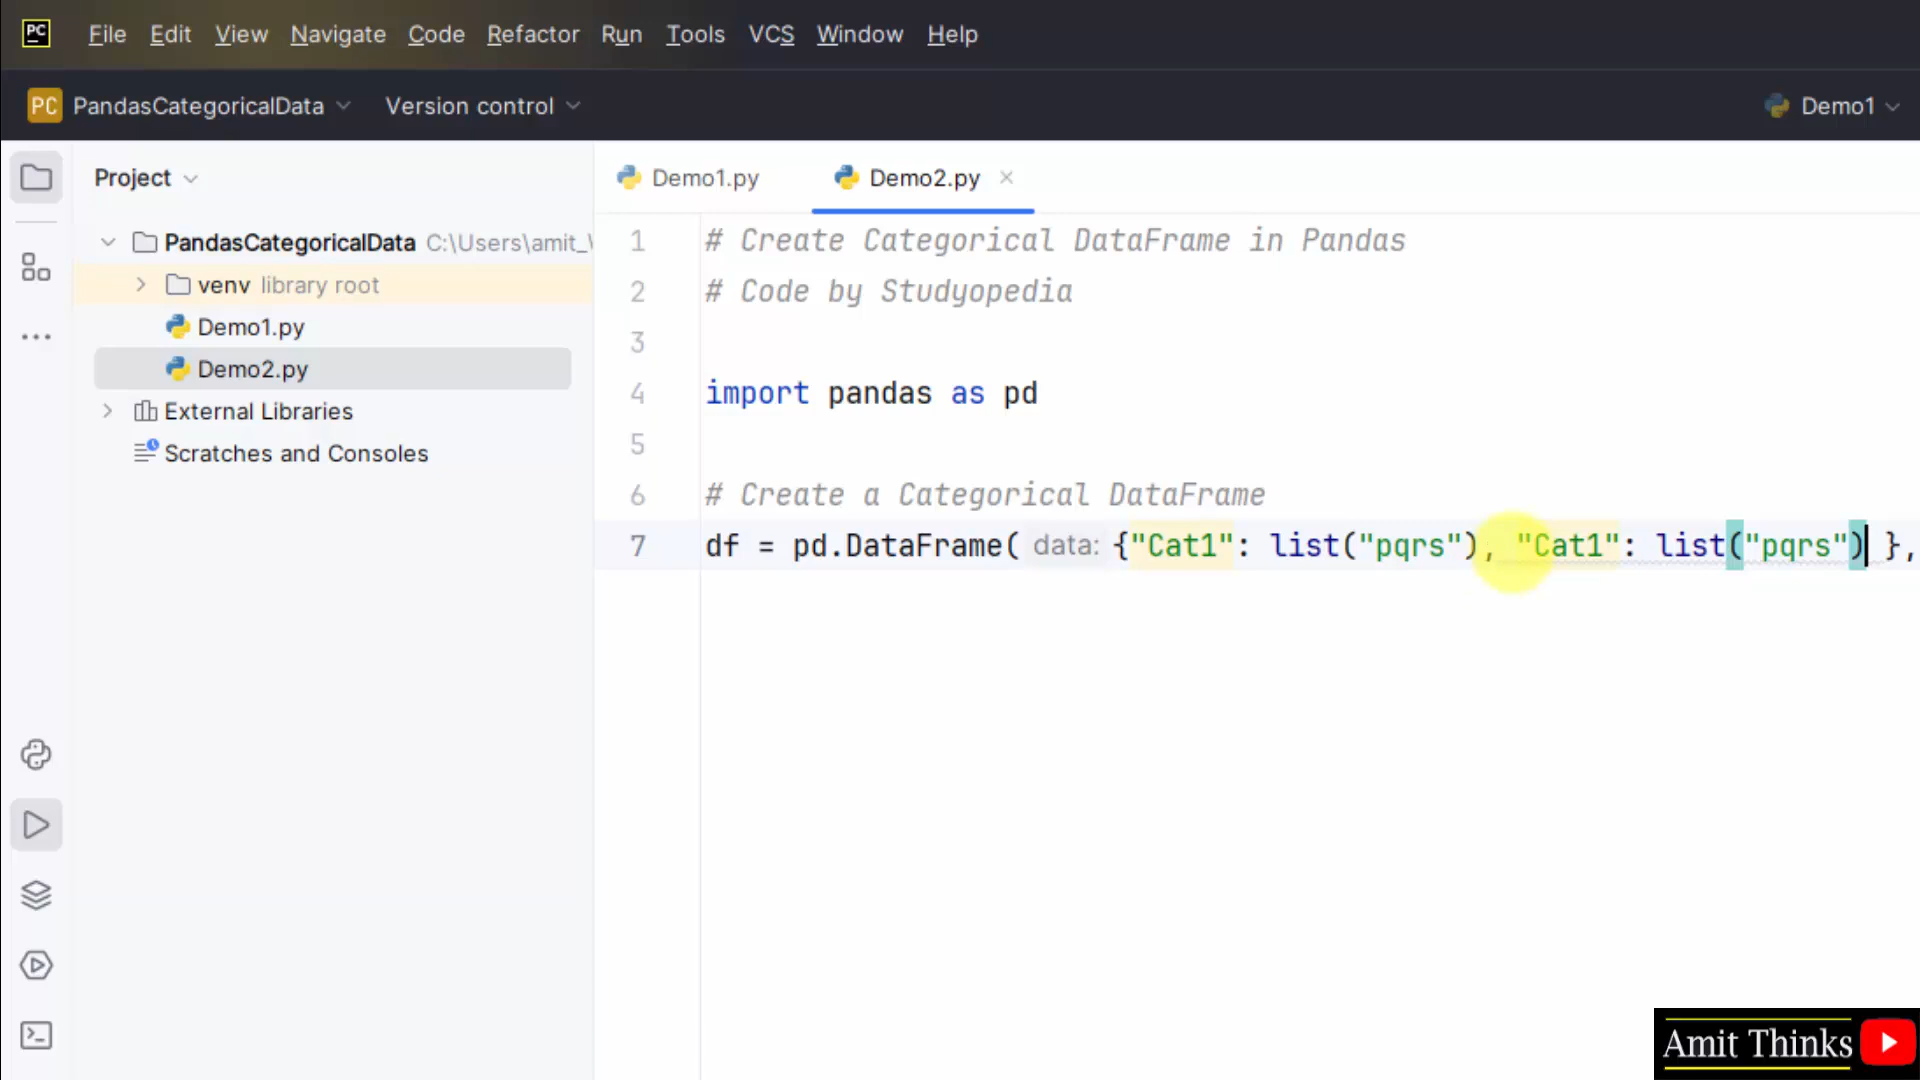 PC File Edit View Navigate Code Refactor Run Tools VCS Window Help
PC PandasCategoricalData Version control Demo1
Project
PandasCategoricalData C:\Users\amit_
venv library root
Demo1.py
Demo2.py
External Libraries
Scratches and Consoles
Demo1.py Demo2.py
1 # Create Categorical DataFrame in Pandas
2 # Code by Studyopedia
3
4 import pandas as pd
5
6 # Create a Categorical DataFrame
7 df = pd.DataFrame( data: {"Cat1": list("pqrs"), "Cat1": list("pqrs") },
Amit Thinks